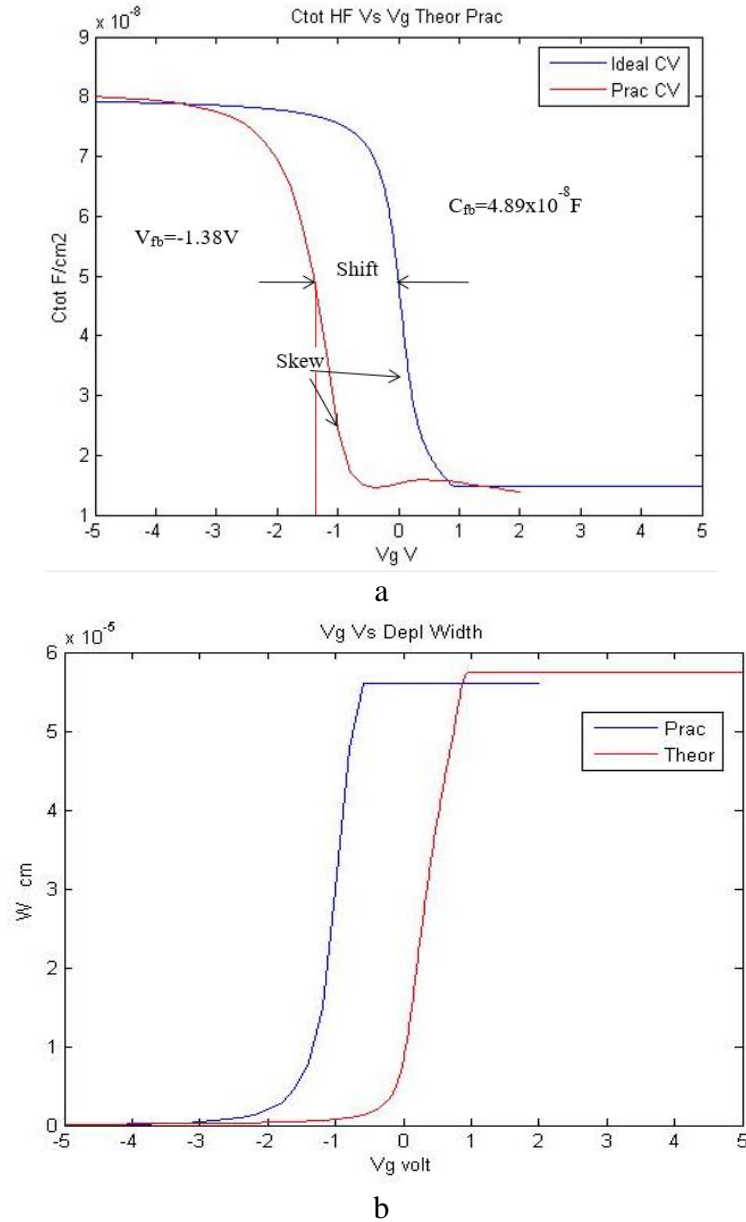 Ctot HF Vs Vg Theor Prac
x 10⁻⁸
9
8
7
6
5
4
3
2
1
Ctot F/cm2
Ideal CV
Prac CV
C_fb=4.89x10⁻⁸F
V_fb=-1.38V
Shift
Skew
-5 -4 -3 -2 -1 0 1 2 3 4 5
Vg V
a
Vg Vs Depl Width
x 10⁻⁵
6
5
4
3
2
1
0
W cm
Prac
Theor
-5 -4 -3 -2 -1 0 1 2 3 4 5
Vg volt
b